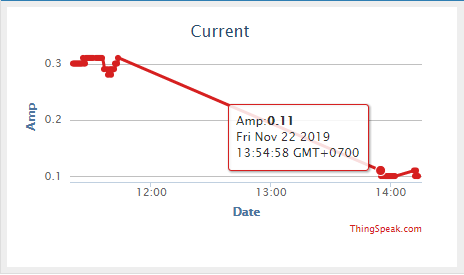 Current
0.3
Amp
0.2
Amp:0.11
Fri Nov 22 2019
13:54:58 GMT+0700
0.1
12:00 13:00 14:00
Date
ThingSpeak.com